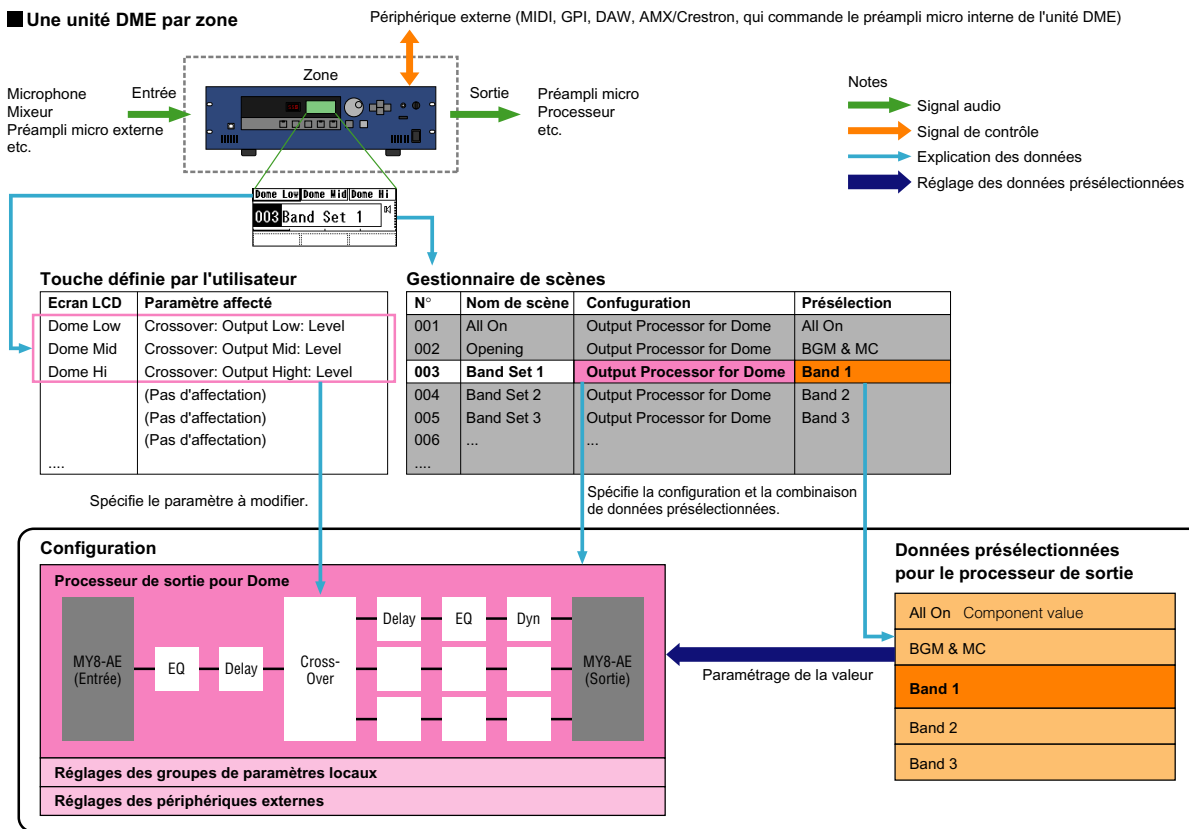 Une unité DME par zone
Périphérique externe (MIDI, GPI, DAW, AMX/Crestron, qui commande le préampli micro interne de l'unité DME)
Microphone
Mixeur
Préampli micro externe
etc.
Entrée
Zone
Sortie
Préampli micro
Processeur
etc.
Notes
Signal audio
Signal de contrôle
Explication des données
Réglage des données présélectionnées
Dome Low Dome Mid Dome Hi
003 Band Set 1
Touche définie par l'utilisateur
Ecran LCD Paramètre affecté
Dome Low Crossover: Output Low: Level
Dome Mid Crossover: Output Mid: Level
Dome Hi Crossover: Output Hight: Level
(Pas d'affectation)
(Pas d'affectation)
(Pas d'affectation)
....
Gestionnaire de scènes
N° Nom de scène Confuguration Présélection
001 All On Output Processor for Dome All On
002 Opening Output Processor for Dome BGM & MC
003 Band Set 1 Output Processor for Dome Band 1
004 Band Set 2 Output Processor for Dome Band 2
005 Band Set 3 Output Processor for Dome Band 3
006 ... ...
....
Spécifie le paramètre à modifier.
Spécifie la configuration et la combinaison
de données présélectionnées.
Configuration
Processeur de sortie pour Dome
MY8-AE
(Entrée)
EQ
Delay
Cross-
Over
Delay
EQ
Dyn
MY8-AE
(Sortie)
Réglages des groupes de paramètres locaux
Réglages des périphériques externes
Paramétrage de la valeur
Données présélectionnées
pour le processeur de sortie
All On Component value
BGM & MC
Band 1
Band 2
Band 3